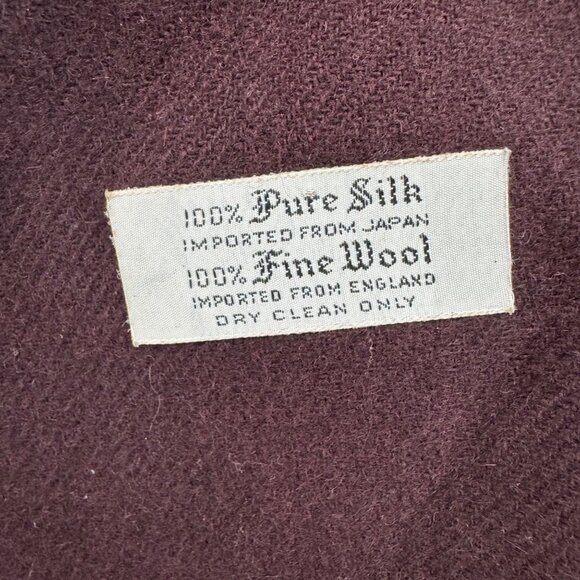 100% Pure Silk
IMPORTED FROM JAPAN
100% Fine Wool
IMPORTED FROM ENGLAND
DRY CLEAN ONLY